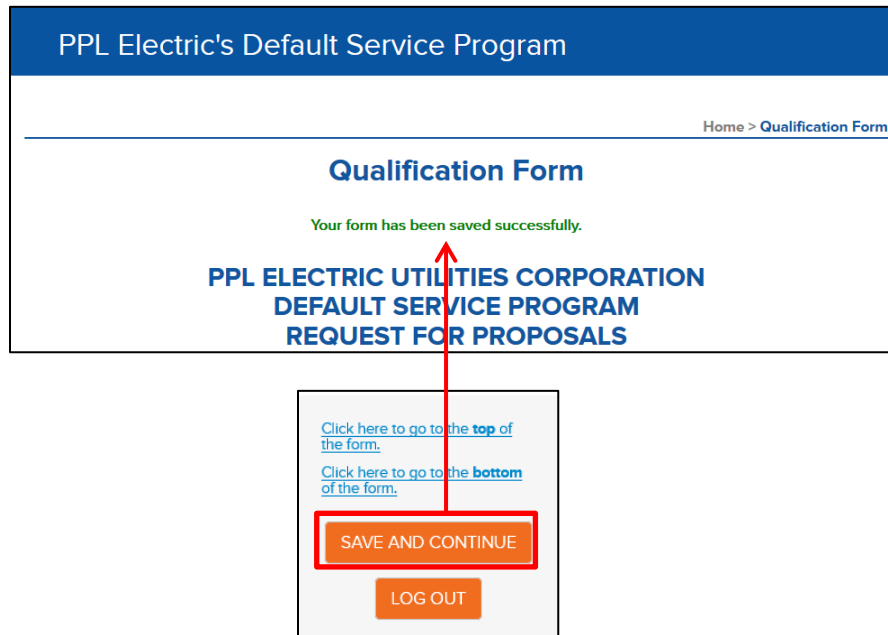 PPL Electric's Default Service Program
Home > Qualification Form
Qualification Form
Your form has been saved successfully.
PPL ELECTRIC UTILITIES CORPORATION
DEFAULT SERVICE PROGRAM
REQUEST FOR PROPOSALS
Click here to go to the top of
the form.
Click here to go to the bottom
of the form.
SAVE AND CONTINUE
LOG OUT